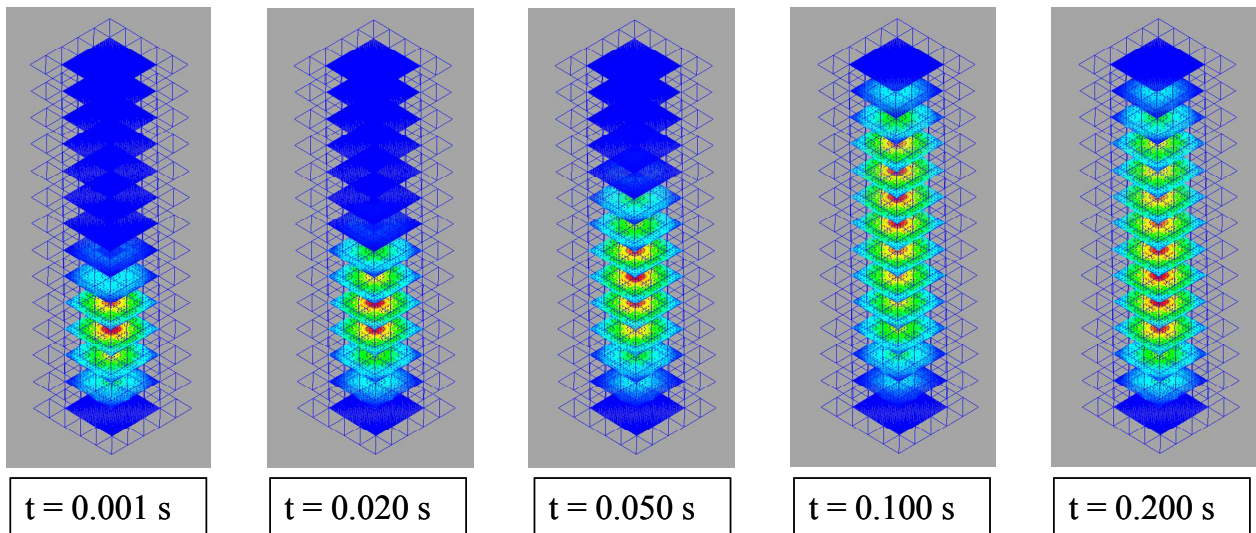 t = 0.001 s
t = 0.020 s
t = 0.050 s
t = 0.100 s
t = 0.200 s